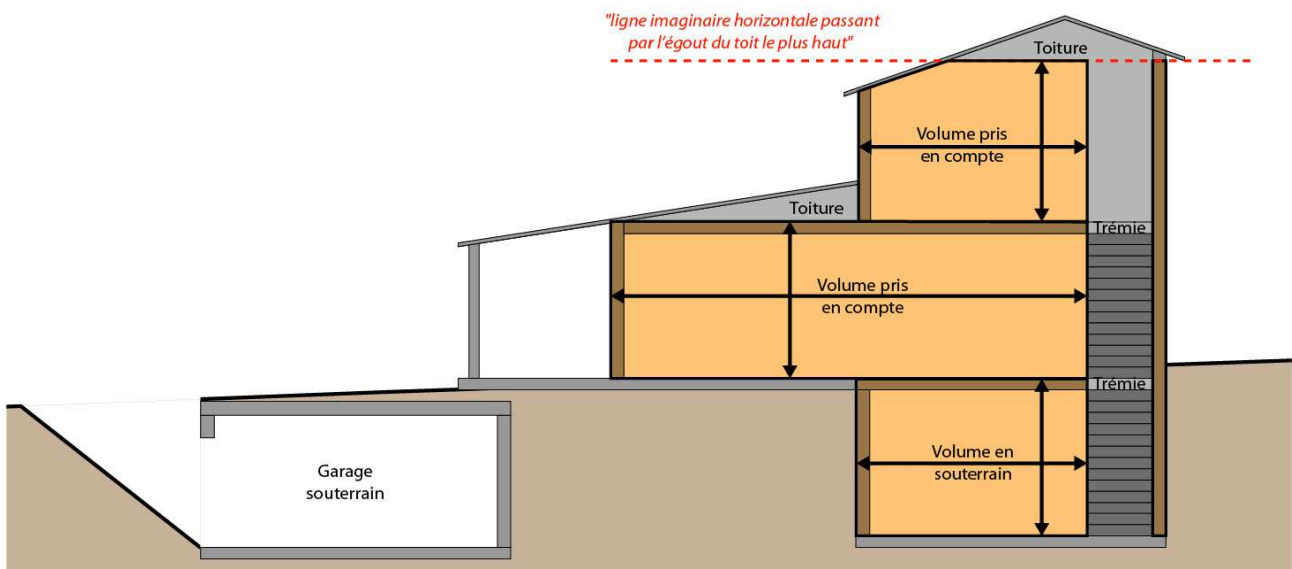 "ligne imaginaire horizontale passant
par l'égout du toit le plus haut"
Toiture
Volume pris
en compte
Toiture
Trémie
Volume pris
en compte
Trémie
Volume en
souterrain
Garage
souterrain